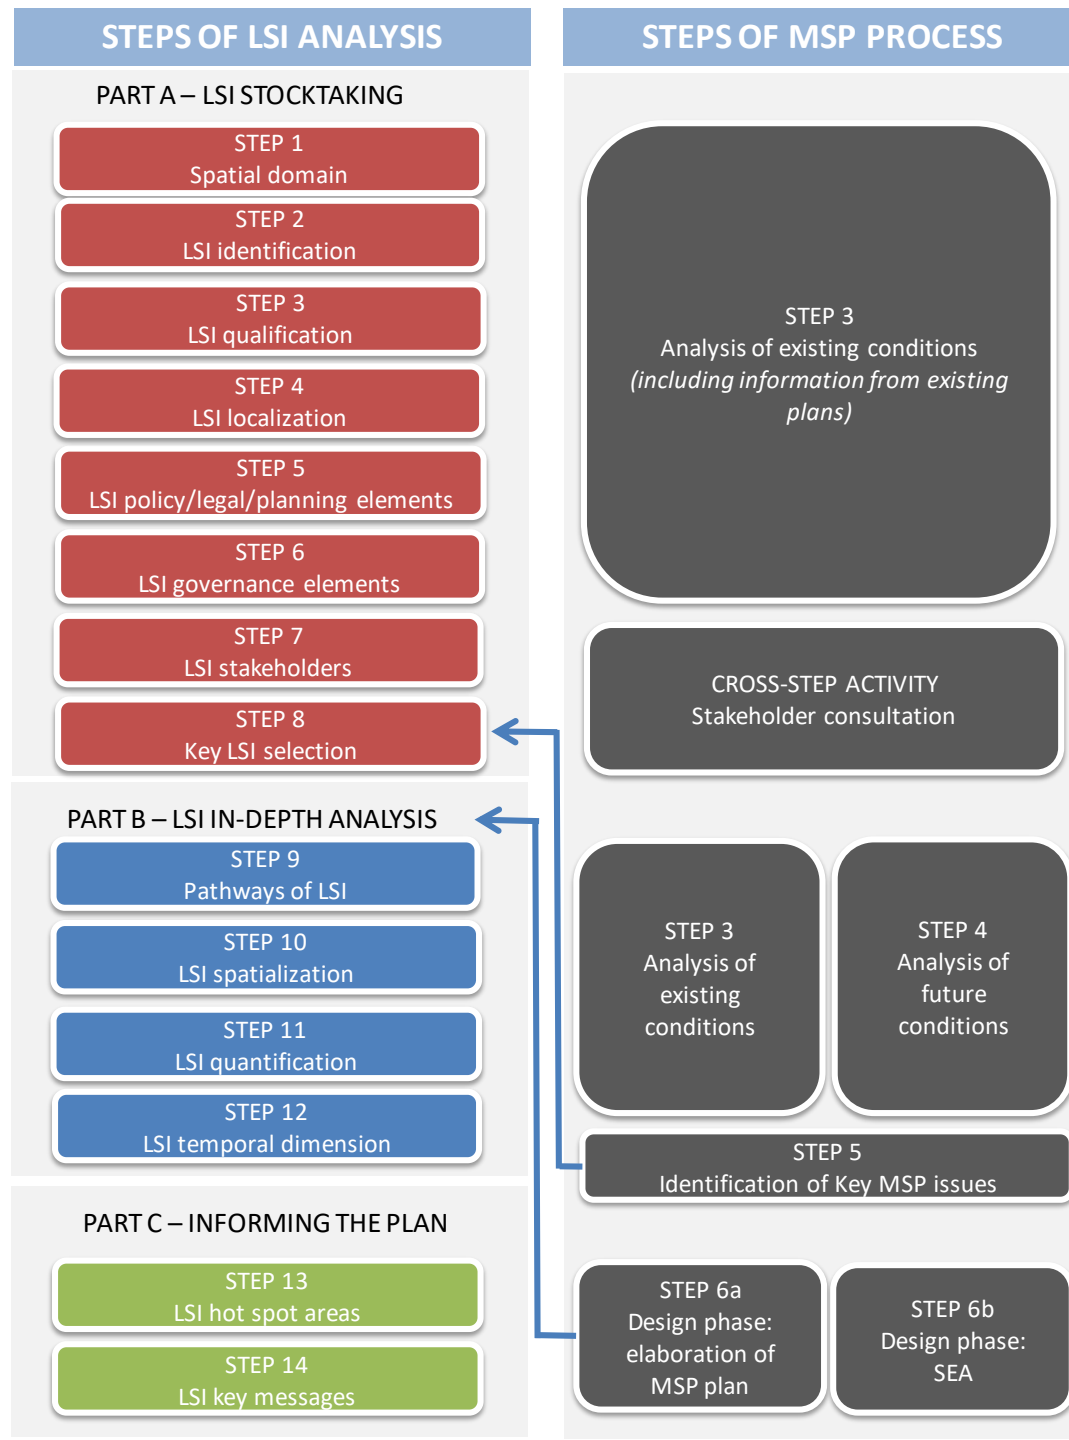 STEPS OF LSI ANALYSIS
PART A – LSI STOCKTAKING
STEP 1
Spatial domain
STEP 2
LSI identification
STEP 3
LSI qualification
STEP 4
LSI localization
STEP 5
LSI policy/legal/planning elements
STEP 6
LSI governance elements
STEP 7
LSI stakeholders
STEP 8
Key LSI selection
PART B – LSI IN-DEPTH ANALYSIS
STEP 9
Pathways of LSI
STEP 10
LSI spatialization
STEP 11
LSI quantification
STEP 12
LSI temporal dimension
PART C – INFORMING THE PLAN
STEP 13
LSI hot spot areas
STEP 14
LSI key messages
STEPS OF MSP PROCESS
STEP 3
Analysis of existing conditions
(including information from existing
plans)
CROSS-STEP ACTIVITY
Stakeholder consultation
STEP 3
Analysis of
existing
conditions
STEP 4
Analysis of
future
conditions
STEP 5
Identification of Key MSP issues
STEP 6a
Design phase:
elaboration of
MSP plan
STEP 6b
Design phase:
SEA